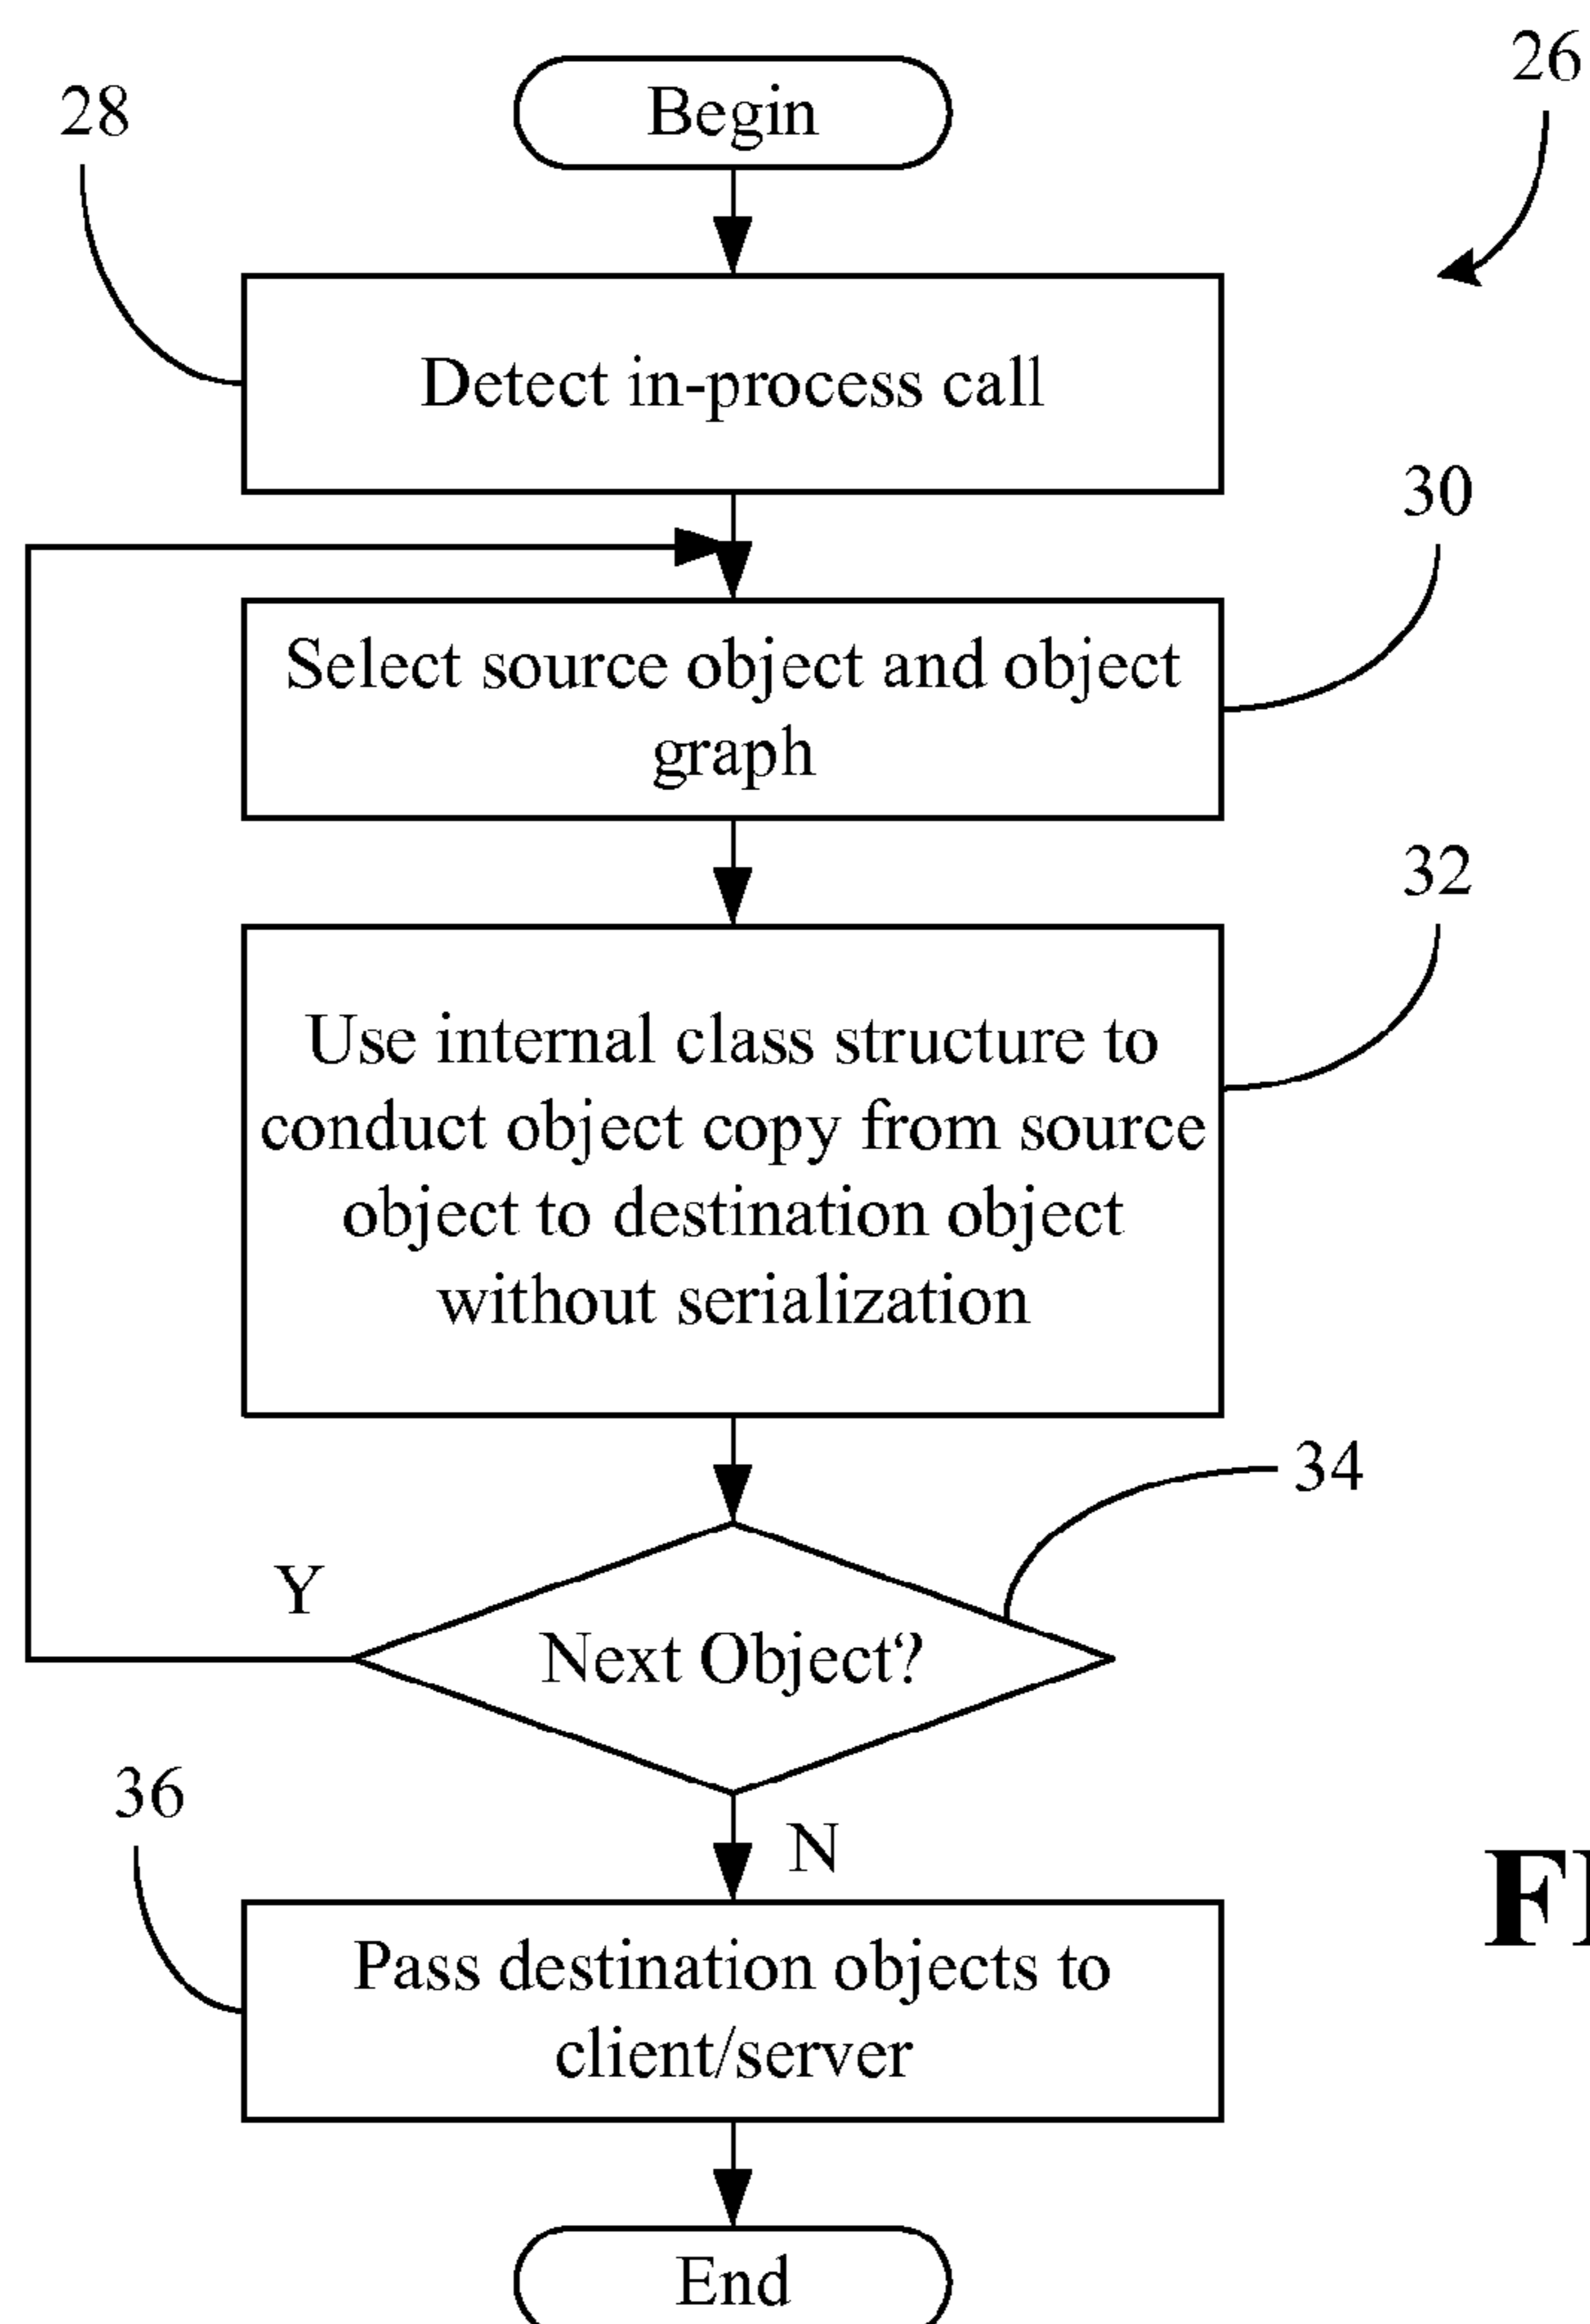 26
28
Begin
Detect in-process call
30
Select source object and object
graph
32
Use internal class structure to
conduct object copy from source
object to destination object
without serialization
34
Y
Next Object?
36
N
Pass destination objects to
client/server
End